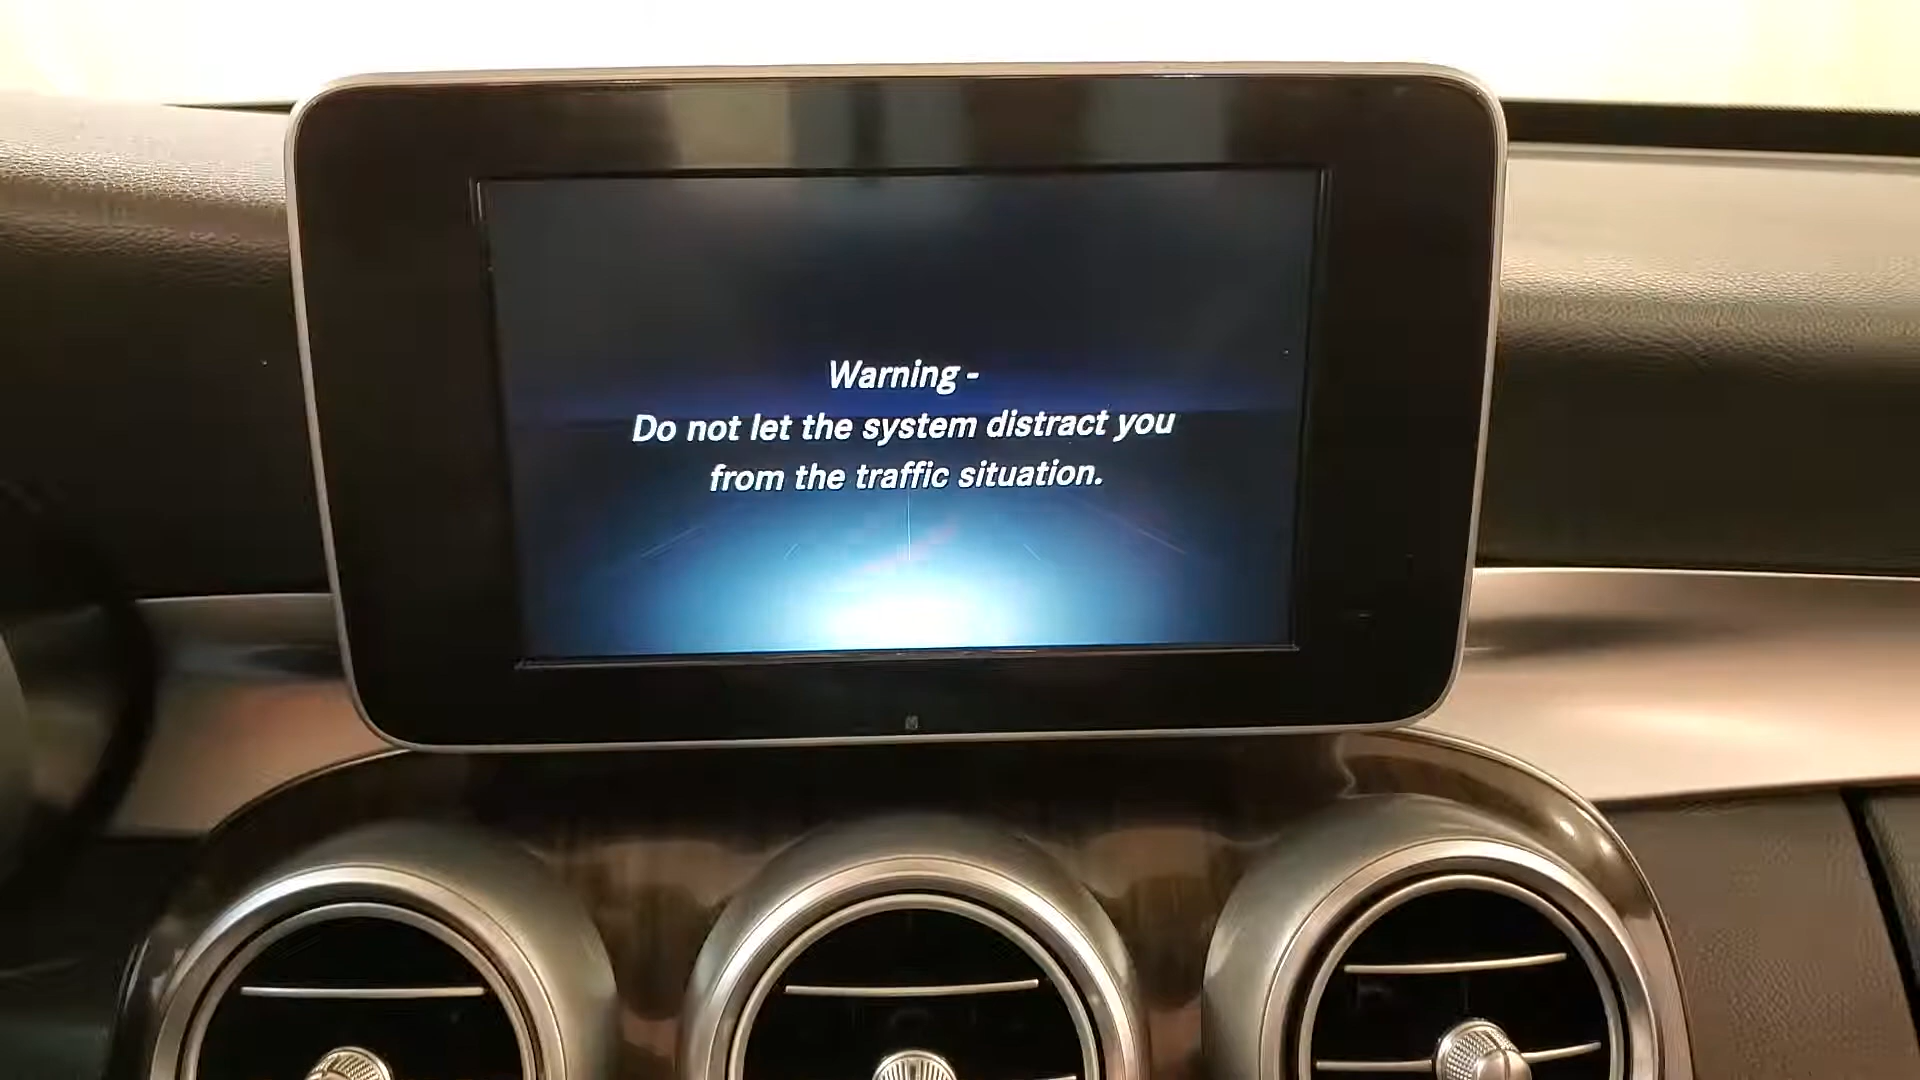 Warning -
Do not let the system distract you
from the traffic situation.